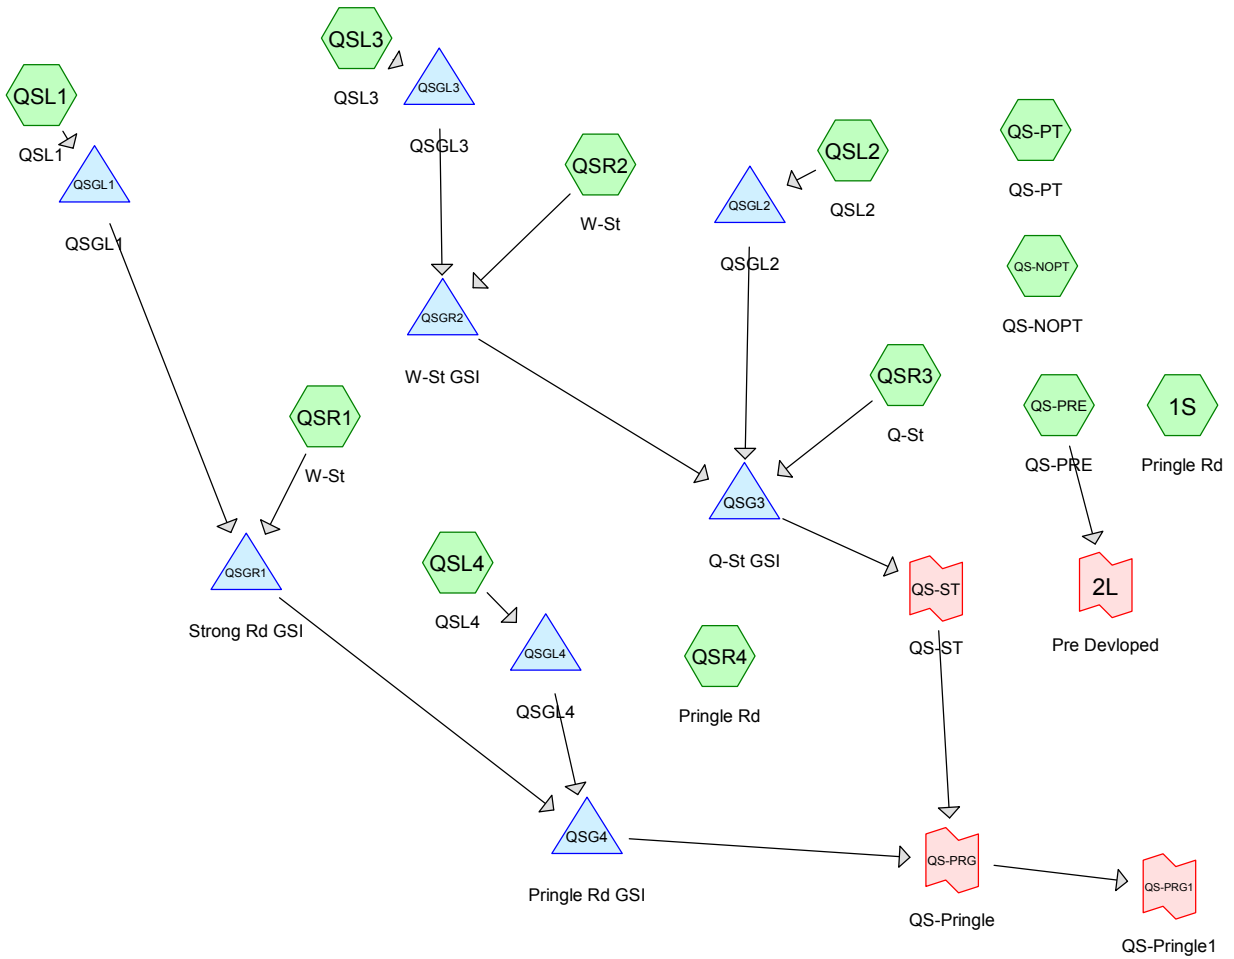 QSL3
QSL3
QSGL3
QSGL3
QSL1
QSL1
QSGL1
QSGL1
QSR2
W-St
QSL2
QSL2
QSGL2
QSGL2
QS-PT
QS-PT
QS-NOPT
QS-NOPT
QSGR2
W-St GSI
QSR3
Q-St
QS-PRE
QS-PRE
1S
Pringle Rd
QSR1
W-St
QSG3
Q-St GSI
QSGR1
Strong Rd GSI
QSL4
QSL4
QSGL4
QSGL4
QSR4
Pringle Rd
QS-ST
QS-ST
2L
Pre Devloped
QSG4
Pringle Rd GSI
QS-PRG
QS-Pringle
QS-PRG1
QS-Pringle1